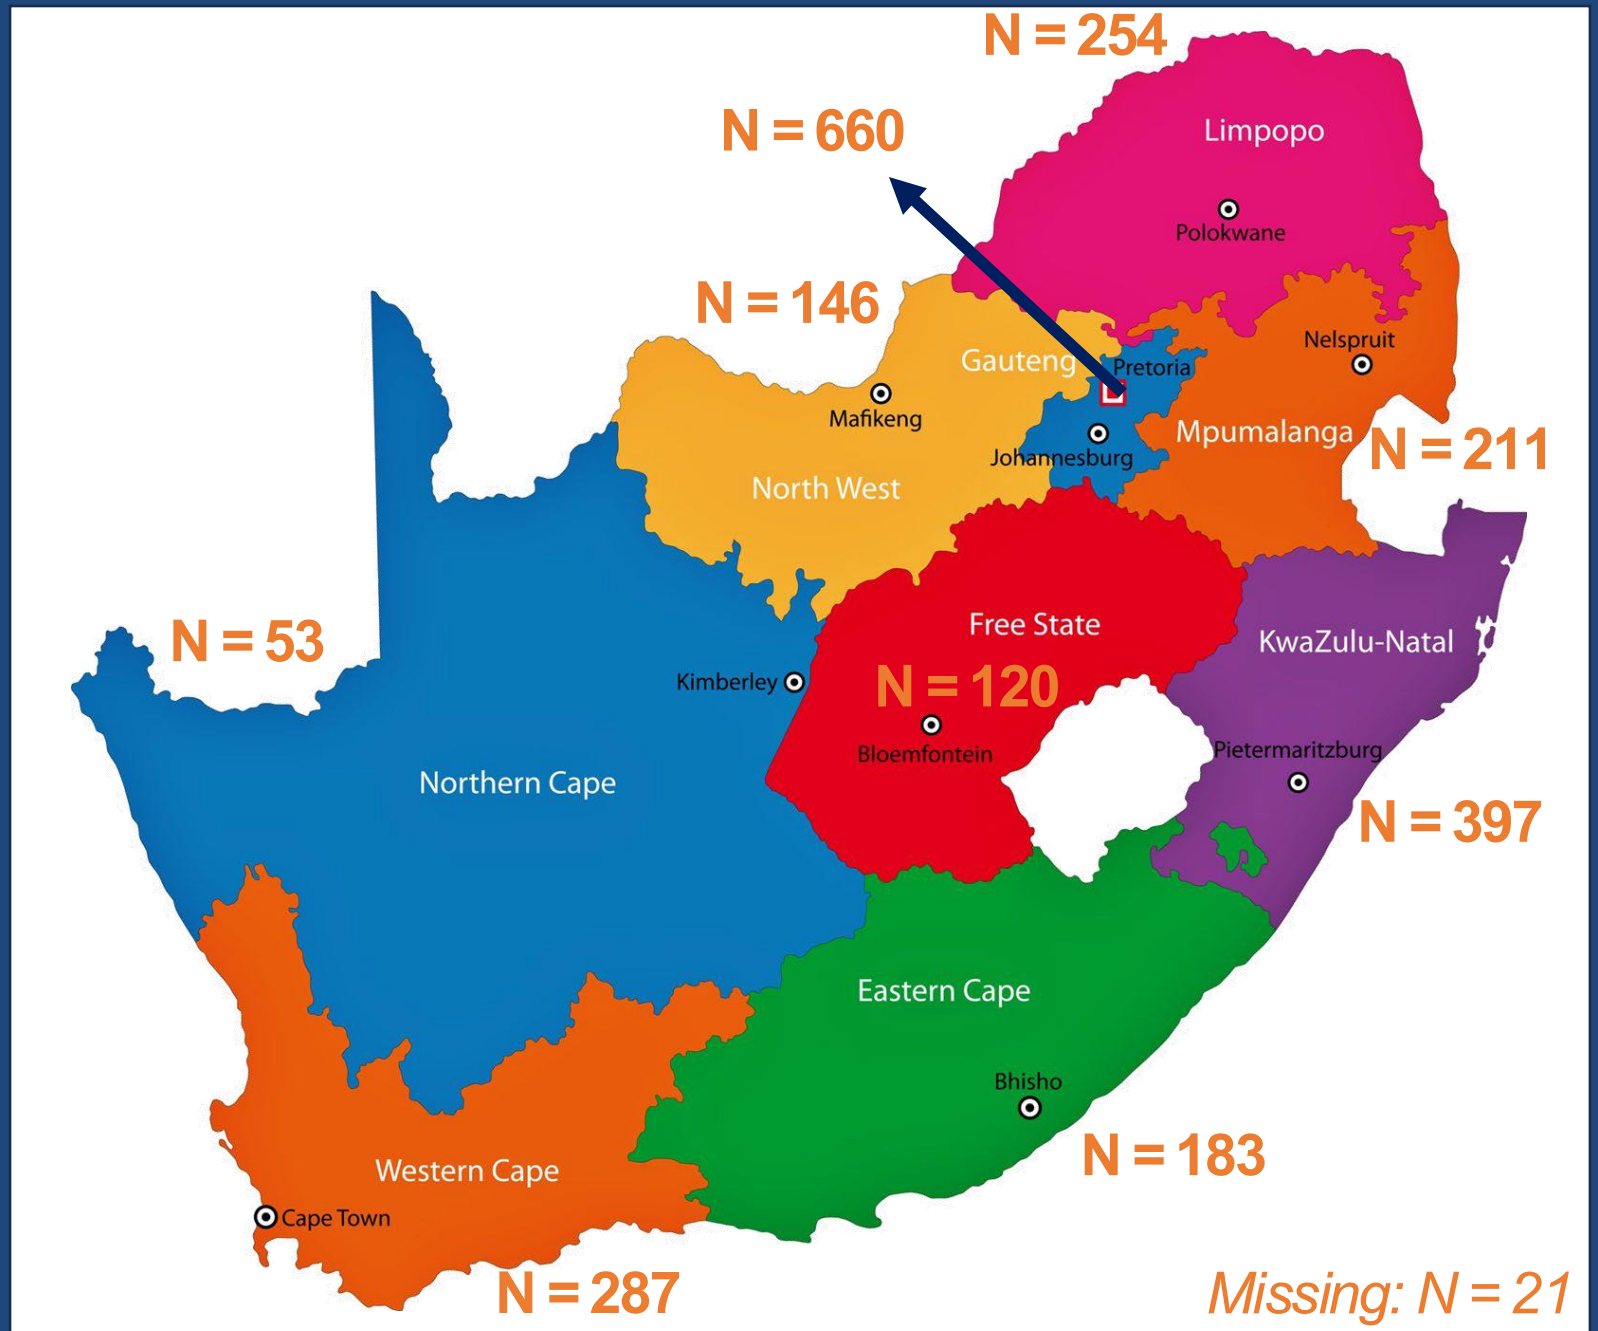 N = 254
N = 660
Limpopo
Polokwane
N = 146
Nelspruit
Gauteng
Pretoria
Mafikeng
Mpumalanga
N = 211
Johannesburg
North West
Free State
N = 53
KwaZulu-Natal
Kimberley
N = 120
Bloemfontein
Pietermaritzburg
Northern Cape
N = 397
Eastern Cape
Bhisho
N = 183
Western Cape
Cape Town
N = 287
Missing: N = 21